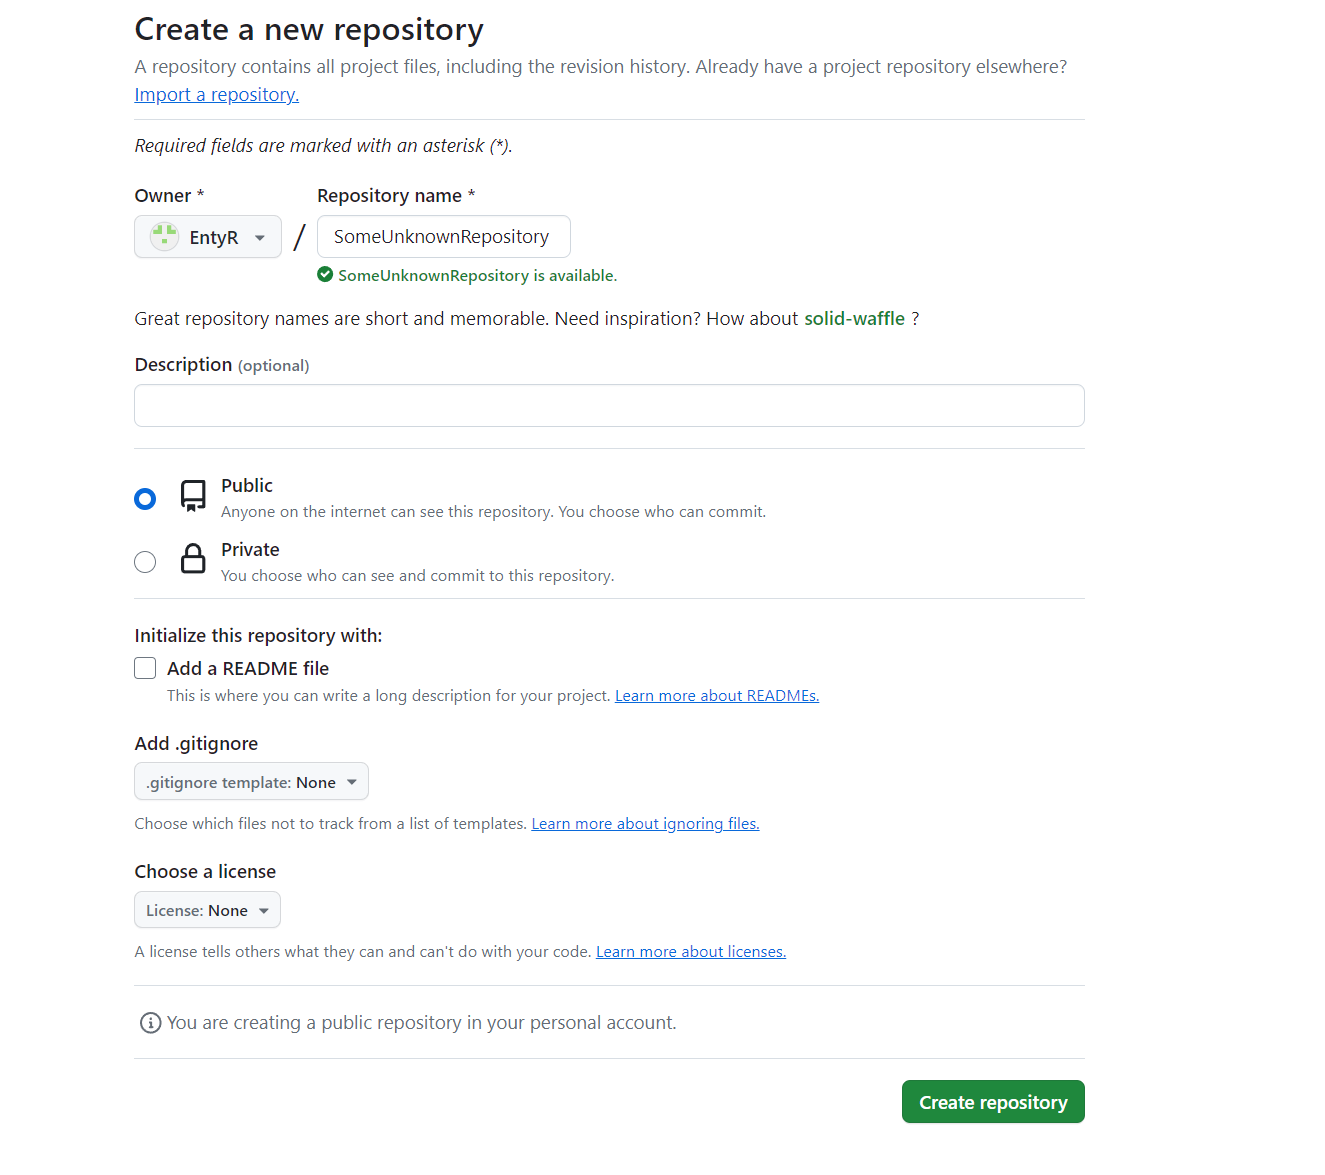 Create a new repository
A repository contains all project files, including the revision history. Already have a project repository elsewhere?
Import a repository.
Required fields are marked with an asterisk (*).
Owner * Repository name *
EntyR / SomeUnknownRepository
SomeUnknownRepository is available.
Great repository names are short and memorable. Need inspiration? How about solid-waffle ?
Description (optional)
Public
Anyone on the internet can see this repository. You choose who can commit.
Private
You choose who can see and commit to this repository.
Initialize this repository with:
Add a README file
This is where you can write a long description for your project. Learn more about READMEs.
Add .gitignore
.gitignore template: None
Choose which files not to track from a list of templates. Learn more about ignoring files.
Choose a license
License: None
A license tells others what they can and can't do with your code. Learn more about licenses.
You are creating a public repository in your personal account.
Create repository